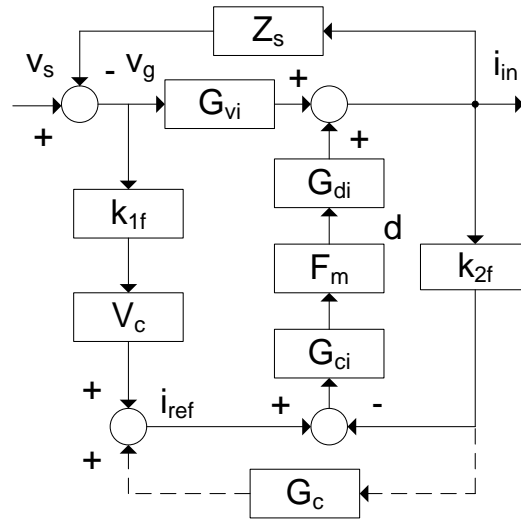 Z_s
v_s
-
v_g
+
i_in
+
G_vi
+
G_di
k_1f
d
F_m
k_2f
V_c
G_ci
+
i_ref
+
-
+
G_c